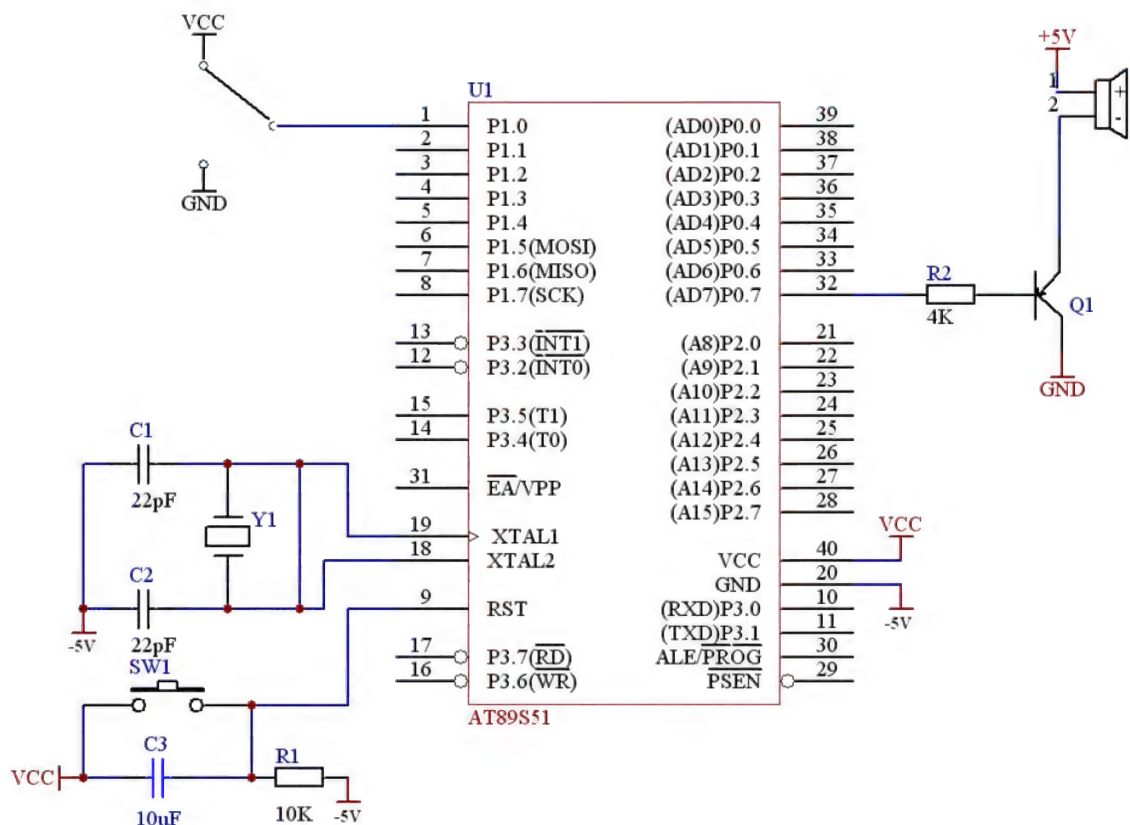 VCC
GND
+5V
1
2
+
-
U1
1 P1.0 (AD0)P0.0 39
2 P1.1 (AD1)P0.1 38
3 P1.2 (AD2)P0.2 37
4 P1.3 (AD3)P0.3 36
5 P1.4 (AD4)P0.4 35
6 P1.5(MOSI) (AD5)P0.5 34
7 P1.6(MISO) (AD6)P0.6 33
8 P1.7(SCK) (AD7)P0.7 32
R2
4K
Q1
GND
13 P3.3(INT1) (A8)P2.0 21
12 P3.2(INT0) (A9)P2.1 22
(A10)P2.2 23
15 P3.5(T1) (A11)P2.3 24
14 P3.4(T0) (A12)P2.4 25
(A13)P2.5 26
31 EA/VPP (A14)P2.6 27
(A15)P2.7 28
19 XTAL1
18 XTAL2 VCC 40
GND 20
9 RST (RXD)P3.0 10
(TXD)P3.1 11
17 P3.7(RD) ALE/PROG 30
16 P3.6(WR) PSEN 29
AT89S51
VCC
-5V
C1
22pF
Y1
C2
22pF
-5V
SW1
C3
VCC
10uF
R1
10K
-5V